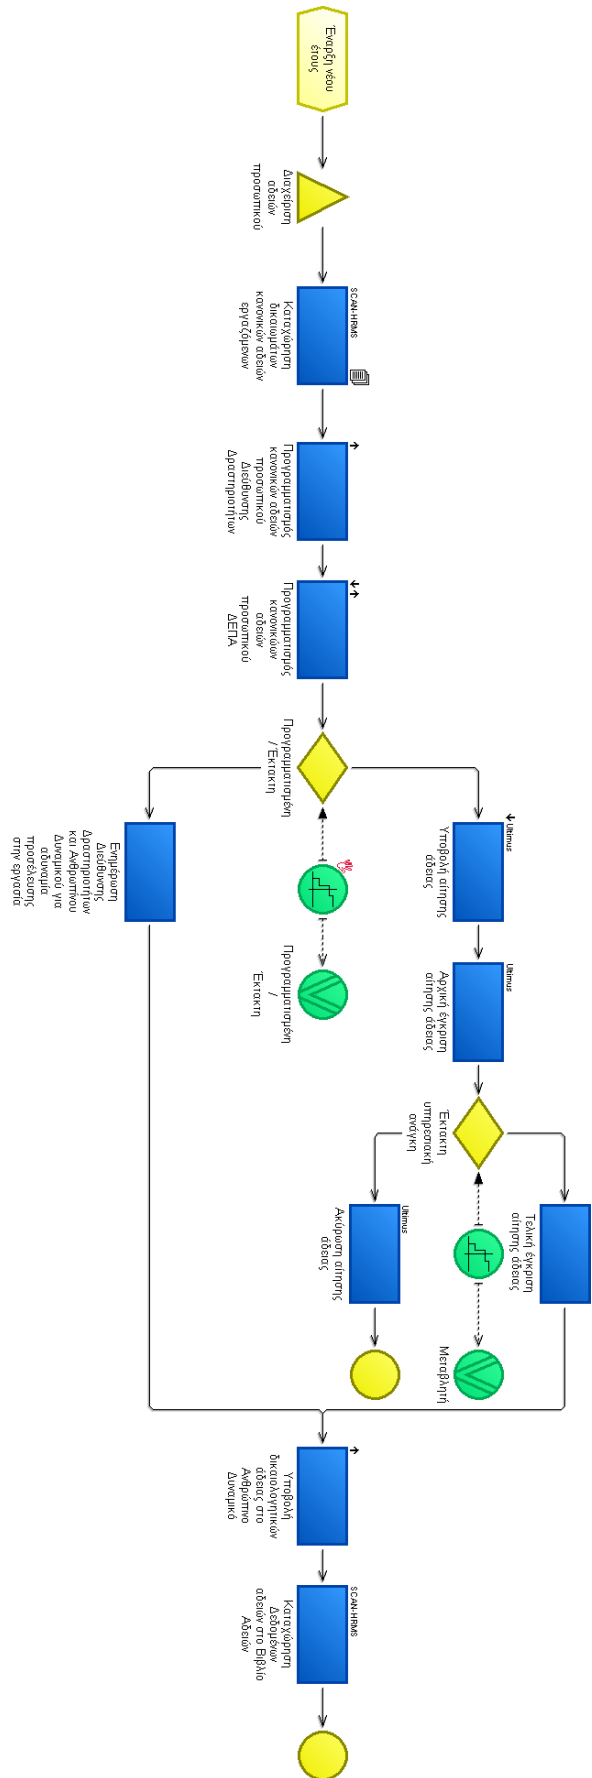 Έναρξη νέου
έτους
Διαχείριση
αδειών
προσωπικού
SCAN-HRMS
Καταχώρηση
δικαιωμάτων
κανονικών αδειών
εργαζόμενων
Προγραμματισμός
κανονικών αδειών
προσωπικού
Διεύθυνσης
Δραστηριοτήτων
Προγραμματισμός
κανονικώων
αδειών
προσωπικού
ΔΕΠΑ
Προγραμματισμένη
/ Έκτακτη
Ultimus
Υποβολή αίτησης
άδειας
Ενημέρωση
Διεύθυνσης
Δραστηριοτήτων
και Ανθρωπίνου
Δυναμικού για
αδυναμία
προσέλευσης
στην εργασία
Προγραμματισμένη
/
Έκτακτη
Ultimus
Αρχική έγκριση
αίτησης άδειας
Έκτακτη
υπηρεσιακή
ανάγκη
Τελική έγκριση
αίτησης άδειας
Ultimus
Ακύρωση αίτησης
άδειας
Μεταβλητή
Υποβολή
δικαιολογητικών
άδειας στο
Ανθρώπινο
Δυναμικό
SCAN-HRMS
Καταχώρηση
Δεδομένων
αδειών στο Βιβλίο
Αδειών